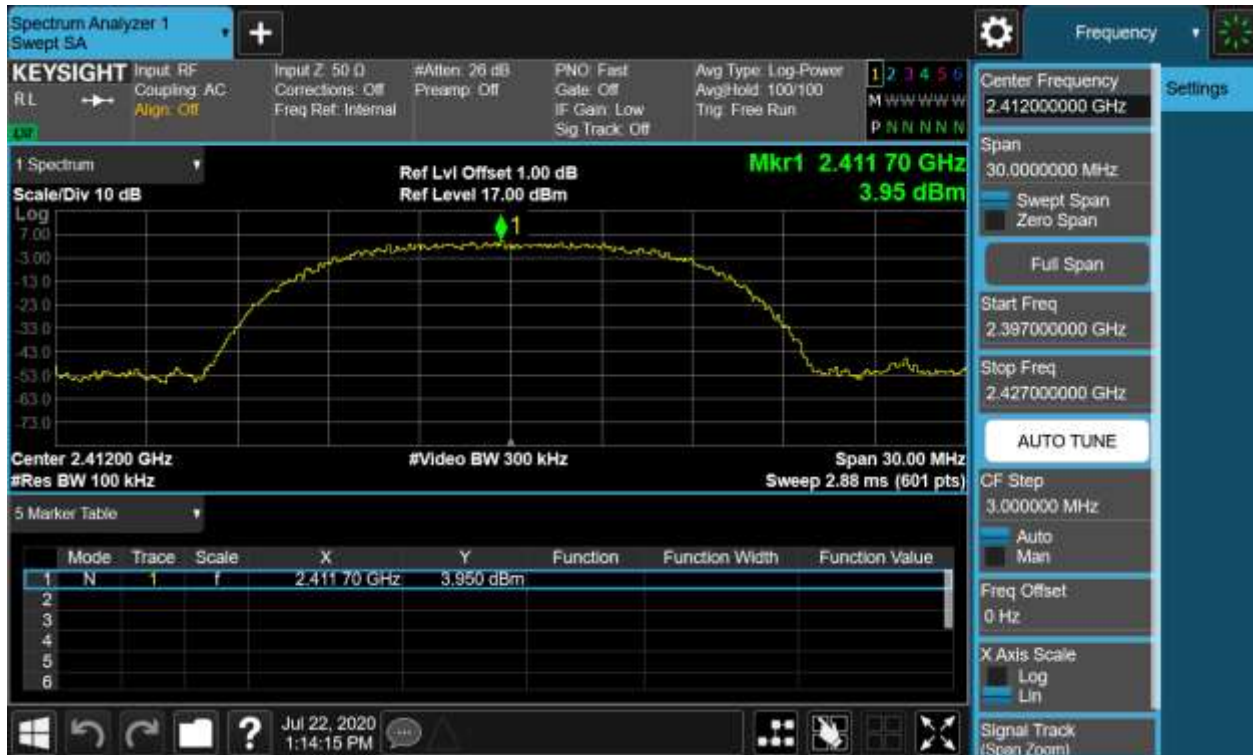 Spectrum Analyzer 1
Swept SA
+
Frequency
KEYSIGHT
RL
Input: RF
Coupling: AC
Align: Off
Input Z: 50 Ω
Corrections: Off
Freq Ref: Internal
#Atten: 26 dB
Preamp: Off
PNO: Fast
Gate: Off
IF Gain: Low
Sig Track: Off
Avg Type: Log-Power
Avg|Hold: 100/100
Trig: Free Run
1 2 3 4 5 6
M W W W W W
P N N N N N
1 Spectrum
Scale/Div 10 dB
Ref Lvl Offset 1.00 dB
Ref Level 17.00 dBm
Mkr1 2.411 70 GHz
3.95 dBm
Log
7.00
-3.00
-13.0
-23.0
-33.0
-43.0
-53.0
-63.0
-73.0
1
Center 2.41200 GHz
#Res BW 100 kHz
#Video BW 300 kHz
Span 30.00 MHz
Sweep 2.88 ms (601 pts)
5 Marker Table
Mode Trace Scale X Y Function Function Width Function Value
1 N 1 f 2.411 70 GHz 3.950 dBm
2
3
4
5
6
Jul 22, 2020
1:14:15 PM
Center Frequency
2.412000000 GHz
Settings
Span
30.0000000 MHz
Swept Span
Zero Span
Full Span
Start Freq
2.397000000 GHz
Stop Freq
2.427000000 GHz
AUTO TUNE
CF Step
3.000000 MHz
Auto
Man
Freq Offset
0 Hz
X Axis Scale
Log
Lin
Signal Track
(Span Zoom)